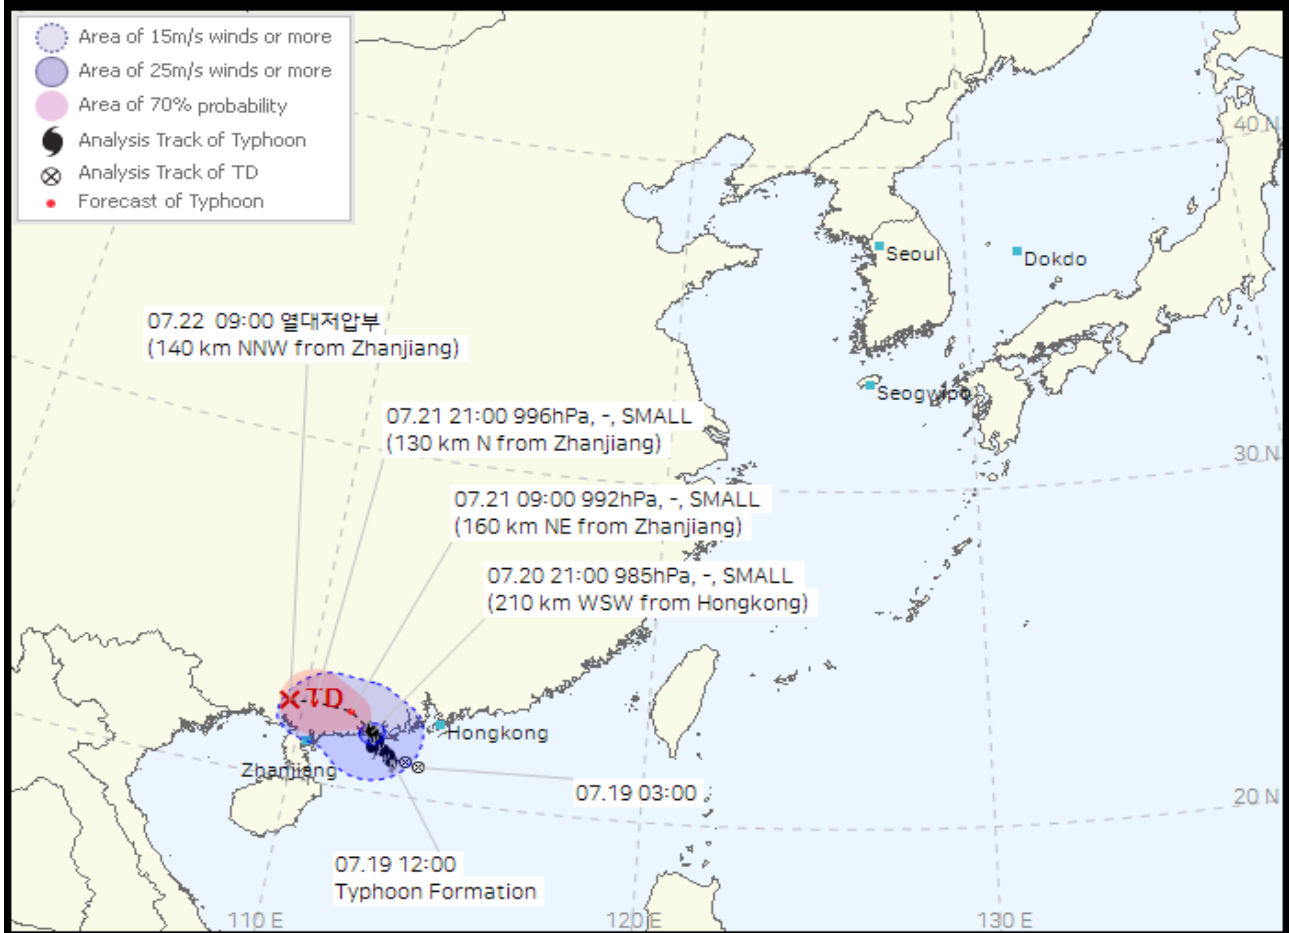 Area of 15m/s winds or more
Area of 25m/s winds or more
Area of 70% probability
Analysis Track of Typhoon
Analysis Track of TD
Forecast of Typhoon
40 N
Seoul
Dokdo
07.22 09:00 열대저압부
(140 km NNW from Zhanjiang)
Seogwipo
07.21 21:00 996hPa, -, SMALL
(130 km N from Zhanjiang)
30 N
07.21 09:00 992hPa, -, SMALL
(160 km NE from Zhanjiang)
07.20 21:00 985hPa, -, SMALL
(210 km WSW from Hongkong)
TD
Hongkong
Zhanjiang
07.19 03:00
20 N
07.19 12:00
Typhoon Formation
110 E
120 E
130 E